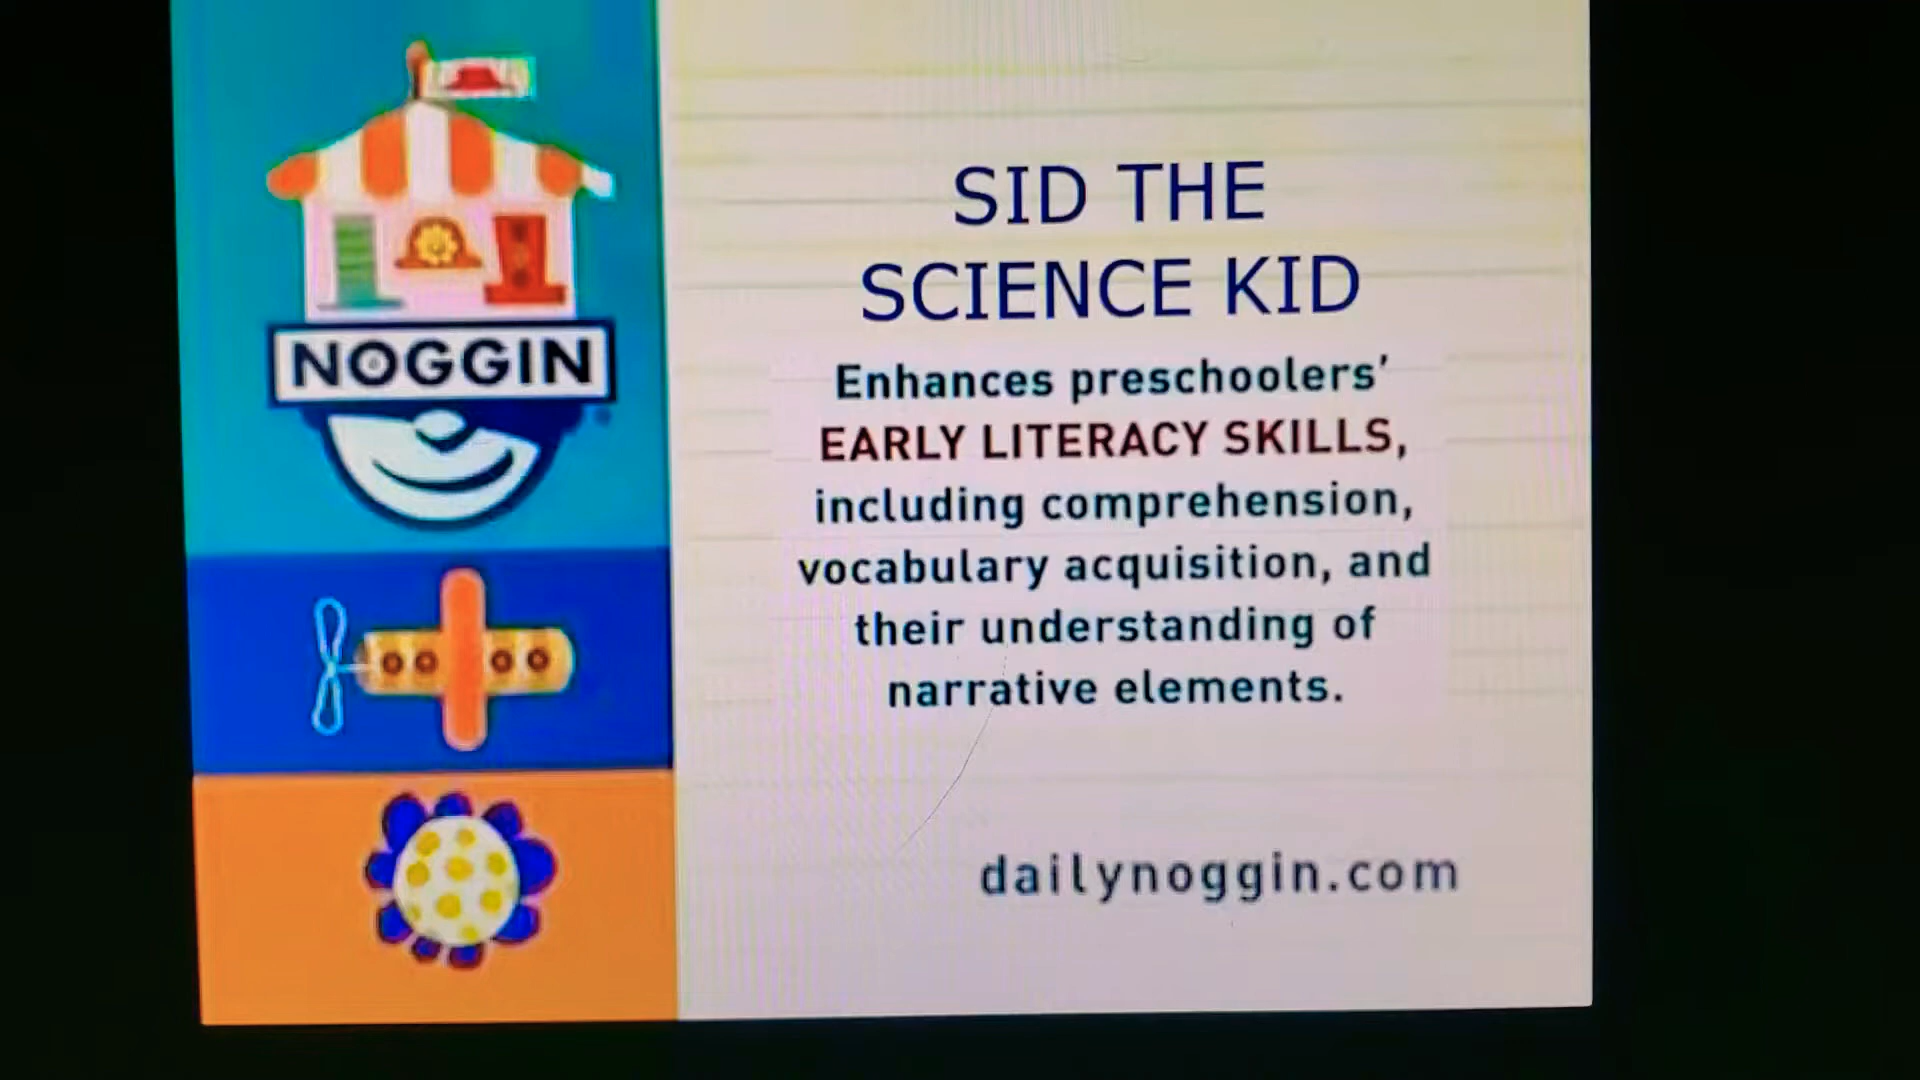 NOGGIN
SID THE
SCIENCE KID
Enhances preschoolers’
EARLY LITERACY SKILLS,
including comprehension,
vocabulary acquisition, and
their understanding of
narrative elements.
dailynoggin.com